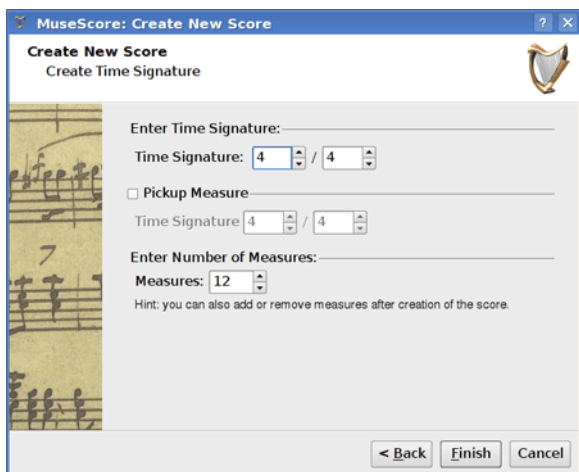 MuseScore: Create New Score
Create New Score
Create Time Signature
Enter Time Signature:
Time Signature: 4 / 4
Pickup Measure
Time Signature 4 / 4
Enter Number of Measures:
Measures: 12
Hint: you can also add or remove measures after creation of the score.
7
< Back Finish Cancel